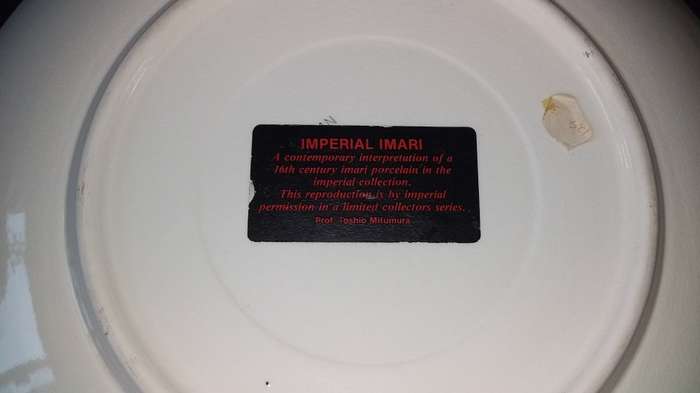 IMPERIAL IMARI
A contemporary interpretation of a
16th century imari porcelain in the
imperial collection.
This reproduction is by imperial
permission in a limited collectors series.
Prof. Toshio Mitumura